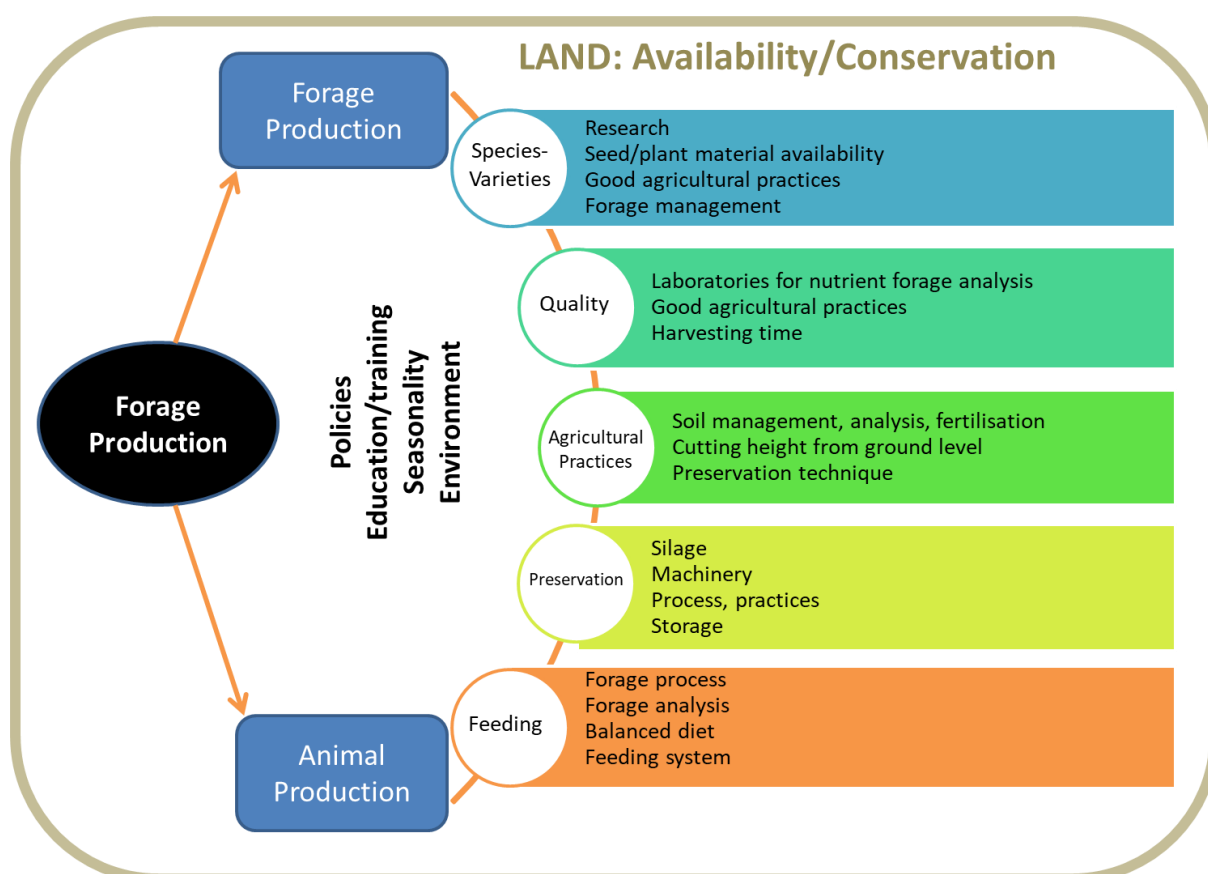 LAND: Availability/Conservation
Forage
Production
Species-
Varieties
Research
Seed/plant material availability
Good agricultural practices
Forage management
Quality
Laboratories for nutrient forage analysis
Good agricultural practices
Harvesting time
Forage
Production
Policies
Education/training
Seasonality
Environment
Agricultural
Practices
Soil management, analysis, fertilisation
Cutting height from ground level
Preservation technique
Preservation
Silage
Machinery
Process, practices
Storage
Feeding
Forage process
Forage analysis
Balanced diet
Feeding system
Animal
Production